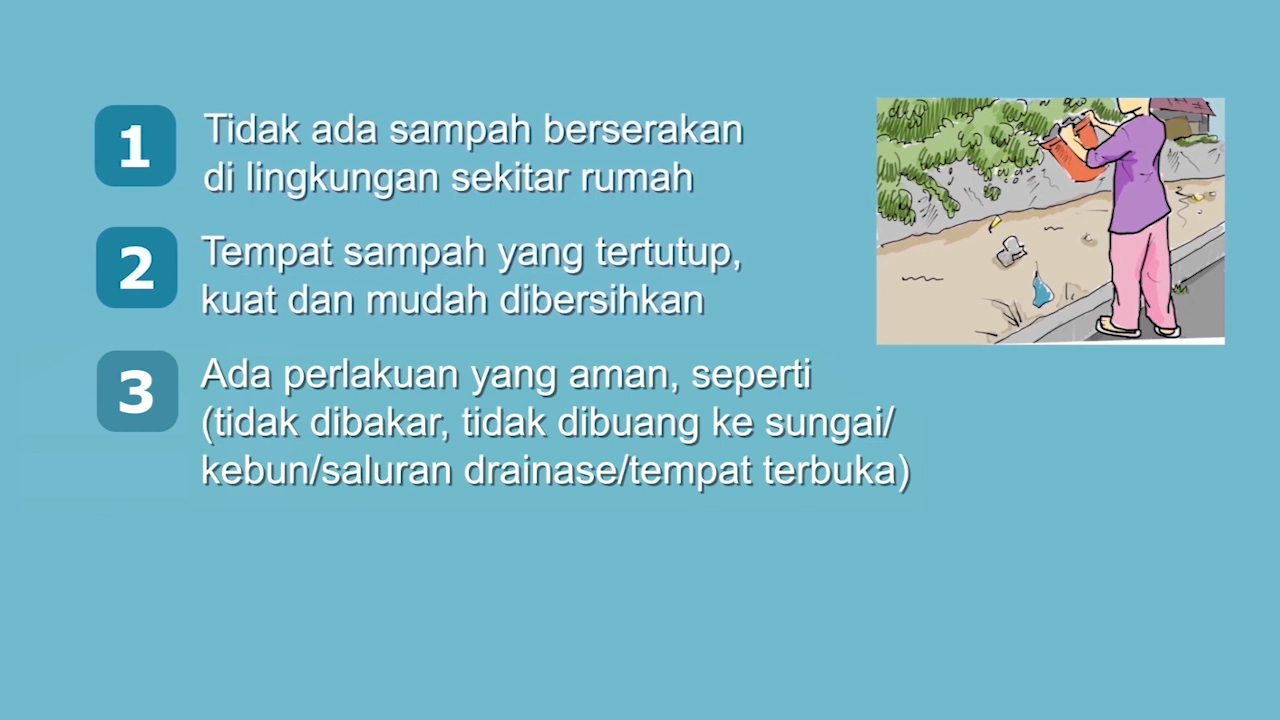 1 Tidak ada sampah berserakan
di lingkungan sekitar rumah
2 Tempat sampah yang tertutup,
kuat dan mudah dibersihkan
3 Ada perlakuan yang aman, seperti
(tidak dibakar, tidak dibuang ke sungai/
kebun/saluran drainase/tempat terbuka)